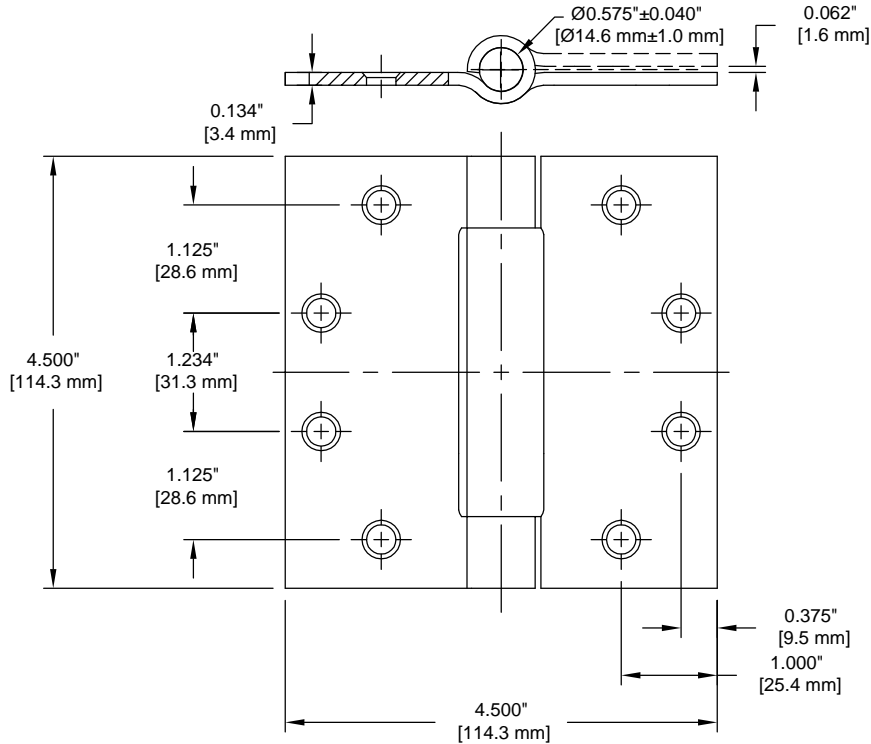 Ø0.575"±0.040"
[Ø14.6 mm±1.0 mm]
0.062"
[1.6 mm]
0.134"
[3.4 mm]
1.125"
[28.6 mm]
4.500"
[114.3 mm]
1.234"
[31.3 mm]
1.125"
[28.6 mm]
0.375"
[9.5 mm]
1.000"
[25.4 mm]
4.500"
[114.3 mm]